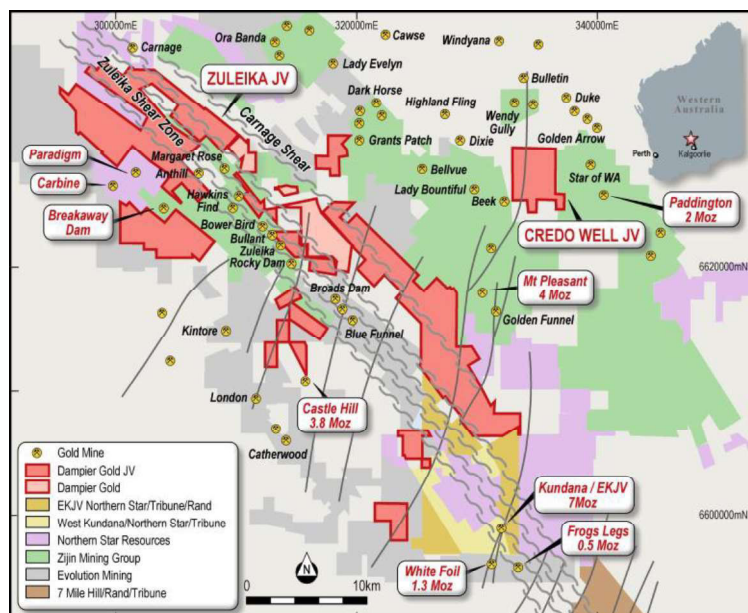 300000mE
320000mE
340000mE
Ora Banda
Cawse
Windyana
Carnage
Lady Evelyn
ZULEIKA JV
Bulletin
Western
Australia
Perth
Kalgoorlie
Zuleika Shear Zone
Carnage Shear
Dark Horse
Highland Fling
Wendy
Gully
Duke
Golden Arrow
Grants Patch
Dixie
Paradigm
Margaret Rose
Anthill
Carbine
Bellvue
Star of WA
Lady Bountiful
Hawkins
Find
Beek
Paddington
2 Moz
Breakaway
Dam
Bower Bird
Bullant
Zuleika
Rocky Dam
CREDO WELL JV
6620000mN
Broads Dam
Mt Pleasant
4 Moz
Kintore
Blue Funnel
Golden Funnel
London
Castle Hill
3.8 Moz
Catherwood
Gold Mine
Dampier Gold JV
Dampier Gold
EKJV Northern Star/Tribune/Rand
West Kundana/Northern Star/Tribune
Northern Star Resources
Zijin Mining Group
Evolution Mining
7 Mile Hill/Rand/Tribune
Kundana / EKJV
7Moz
6600000mN
Frogs Legs
0.5 Moz
White Foil
1.3 Moz
0
10km